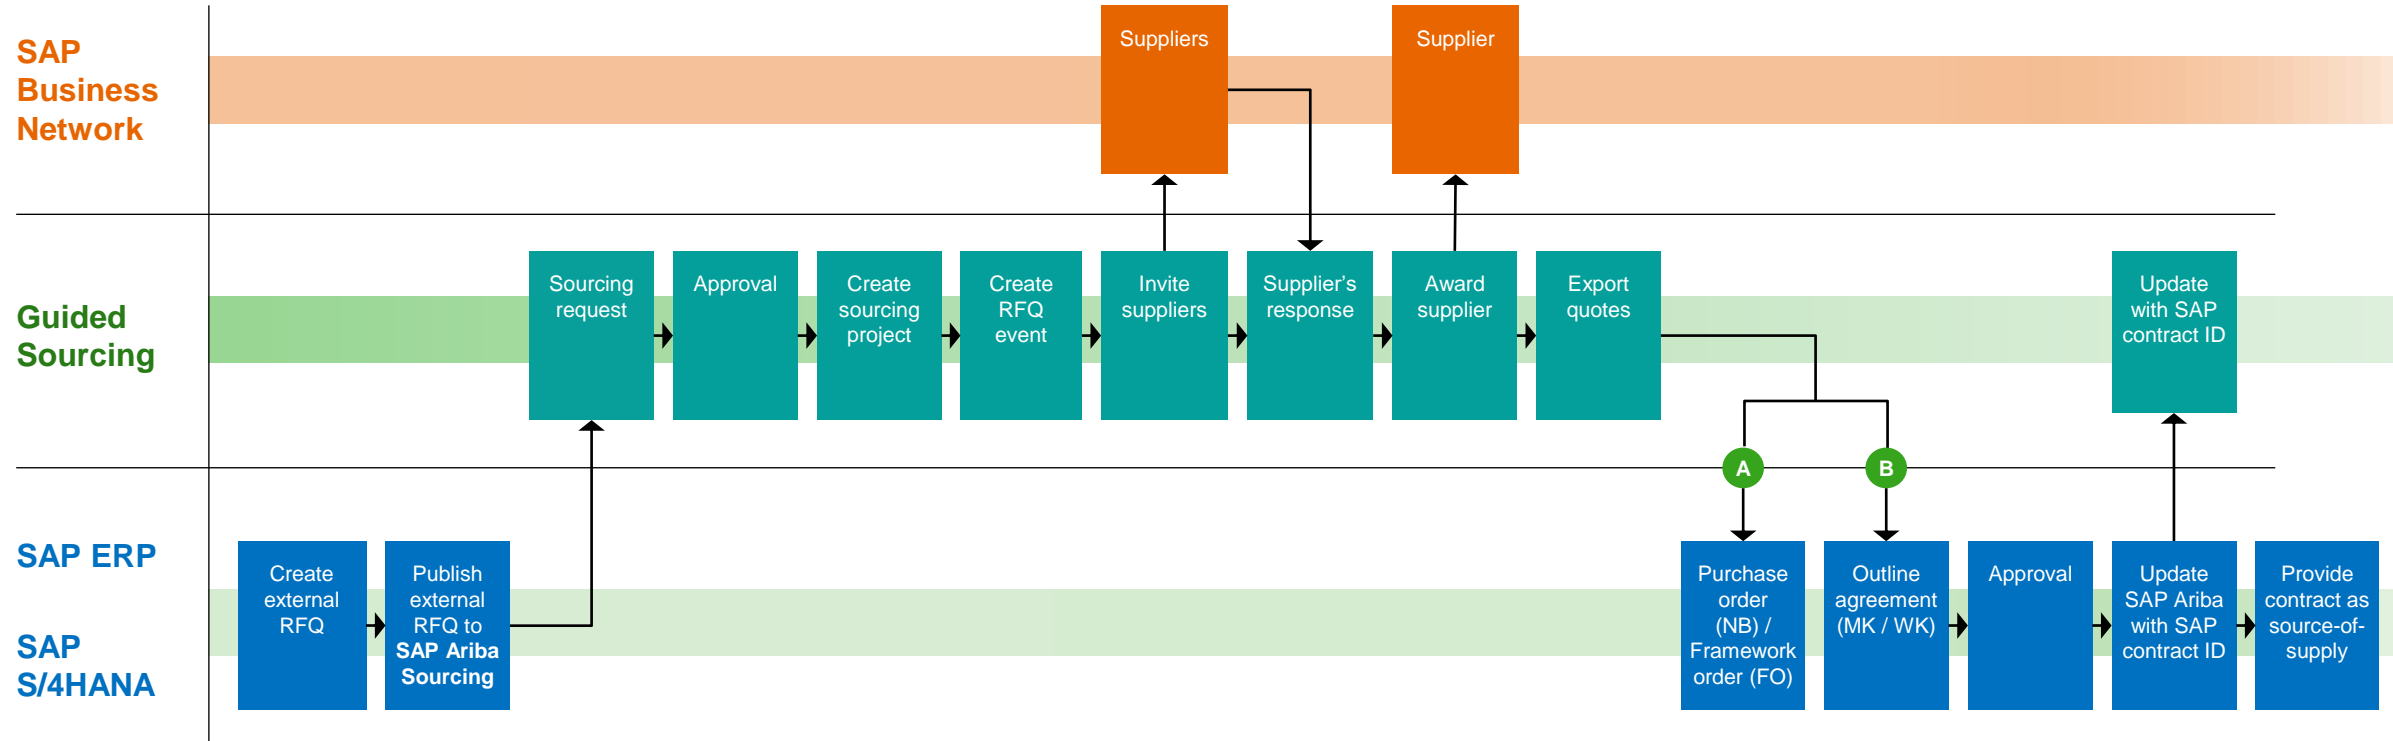 SAP
Business
Network
Suppliers
Supplier
Guided
Sourcing
Sourcing
request
Approval
Create
sourcing
project
Create
RFQ
event
Invite
suppliers
Supplier’s
response
Award
supplier
Export
quotes
Update
with SAP
contract ID
A
B
SAP ERP
SAP
S/4HANA
Create
external
RFQ
Publish
external
RFQ to
SAP Ariba
Sourcing
Purchase
order
(NB) /
Framework
order (FO)
Outline
agreement
(MK / WK)
Approval
Update
SAP Ariba
with SAP
contract ID
Provide
contract as
source-of-
supply